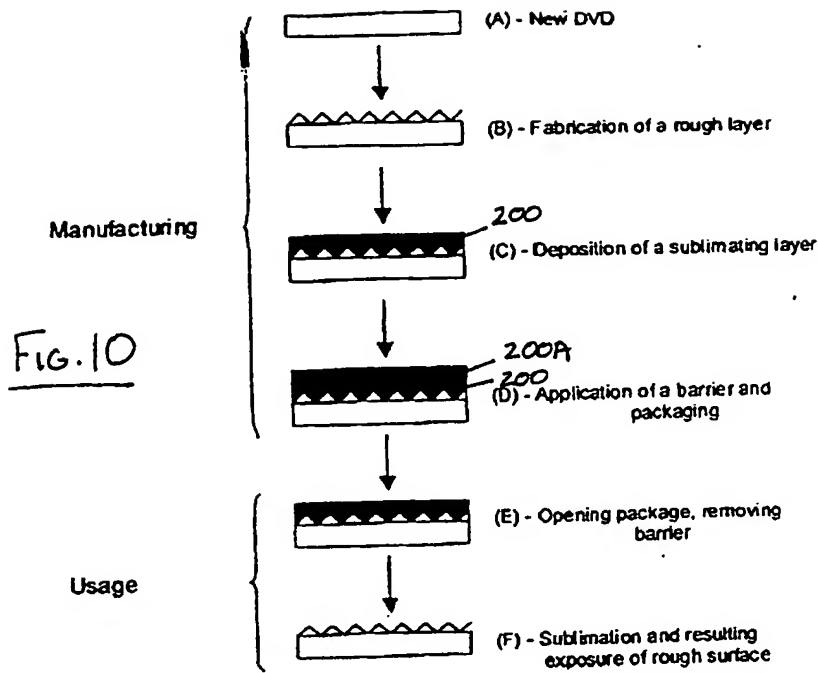 (A) - New DVD
(B) - Fabrication of a rough layer
Manufacturing
200
(C) - Deposition of a sublimating layer
FIG. 10
200A
200
(D) - Application of a barrier and
packaging
(E) - Opening package, removing
barrier
Usage
(F) - Sublimation and resulting
exposure of rough surface